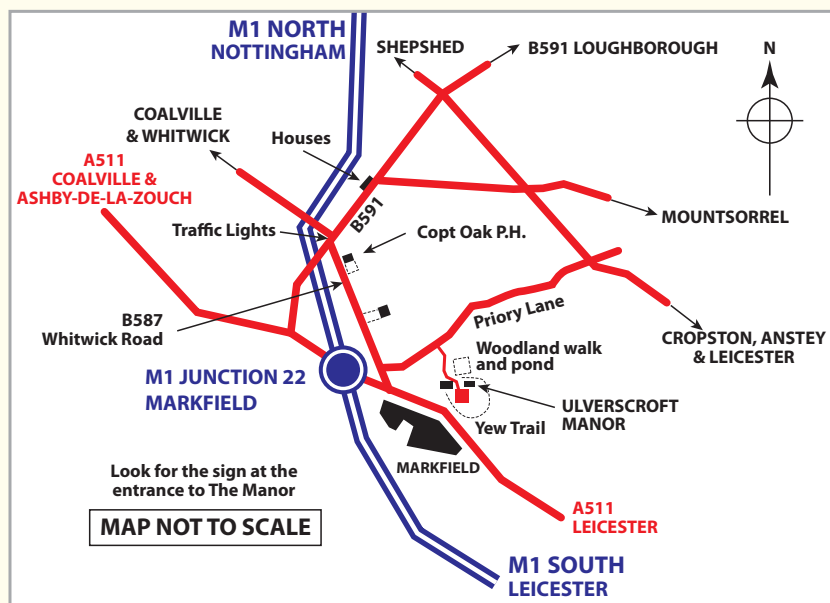 M1 NORTH
NOTTINGHAM
SHEPSHED
B591 LOUGHBOROUGH
N
COALVILLE
& WHITWICK
Houses
A511
COALVILLE &
ASHBY-DE-LA-ZOUCH
B591
MOUNTSORREL
Traffic Lights
Copt Oak P.H.
B587
Whitwick Road
Priory Lane
CROPSTON, ANSTEY
& LEICESTER
Woodland walk
and pond
M1 JUNCTION 22
MARKFIELD
ULVERSCROFT
MANOR
Yew Trail
MARKFIELD
Look for the sign at the
entrance to The Manor
MAP NOT TO SCALE
A511
LEICESTER
M1 SOUTH
LEICESTER